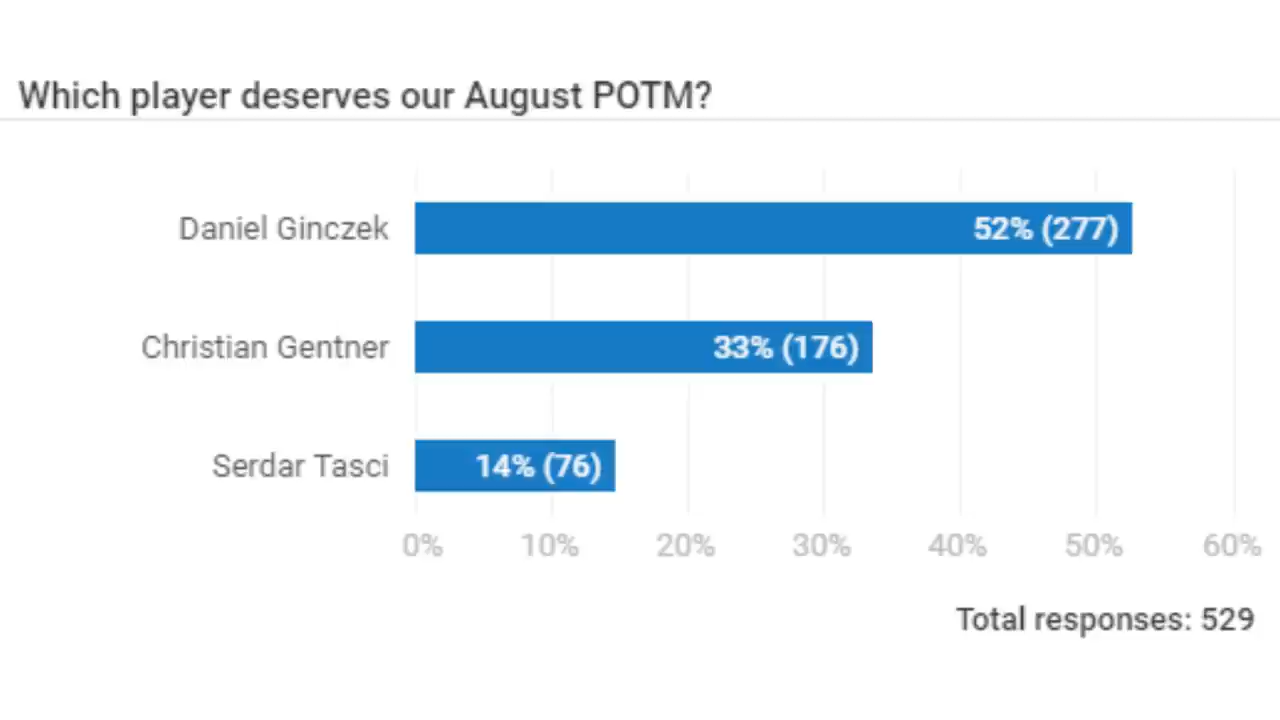 Which player deserves our August POTM?
Daniel Ginczek 52% (277)
Christian Gentner 33% (176)
Serdar Tasci 14% (76)
0% 10% 20% 30% 40% 50% 60%
Total responses: 529